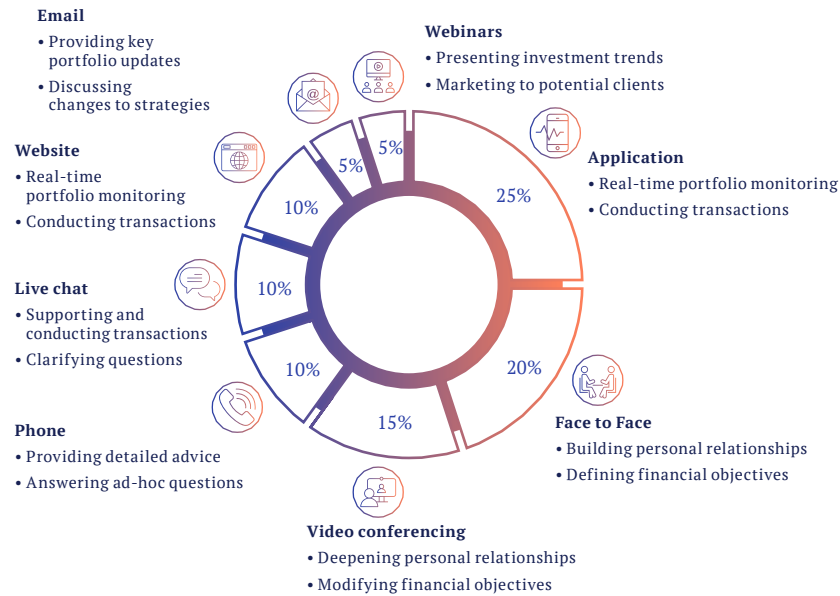 Email
• Providing key
portfolio updates
• Discussing
changes to strategies
Webinars
• Presenting investment trends
• Marketing to potential clients
@
Website
• Real-time
portfolio monitoring
• Conducting transactions
Application
• Real-time portfolio monitoring
• Conducting transactions
5%
5%
25%
10%
Live chat
• Supporting and
conducting transactions
• Clarifying questions
10%
10%
20%
15%
Phone
• Providing detailed advice
• Answering ad-hoc questions
Face to Face
• Building personal relationships
• Defining financial objectives
Video conferencing
• Deepening personal relationships
• Modifying financial objectives